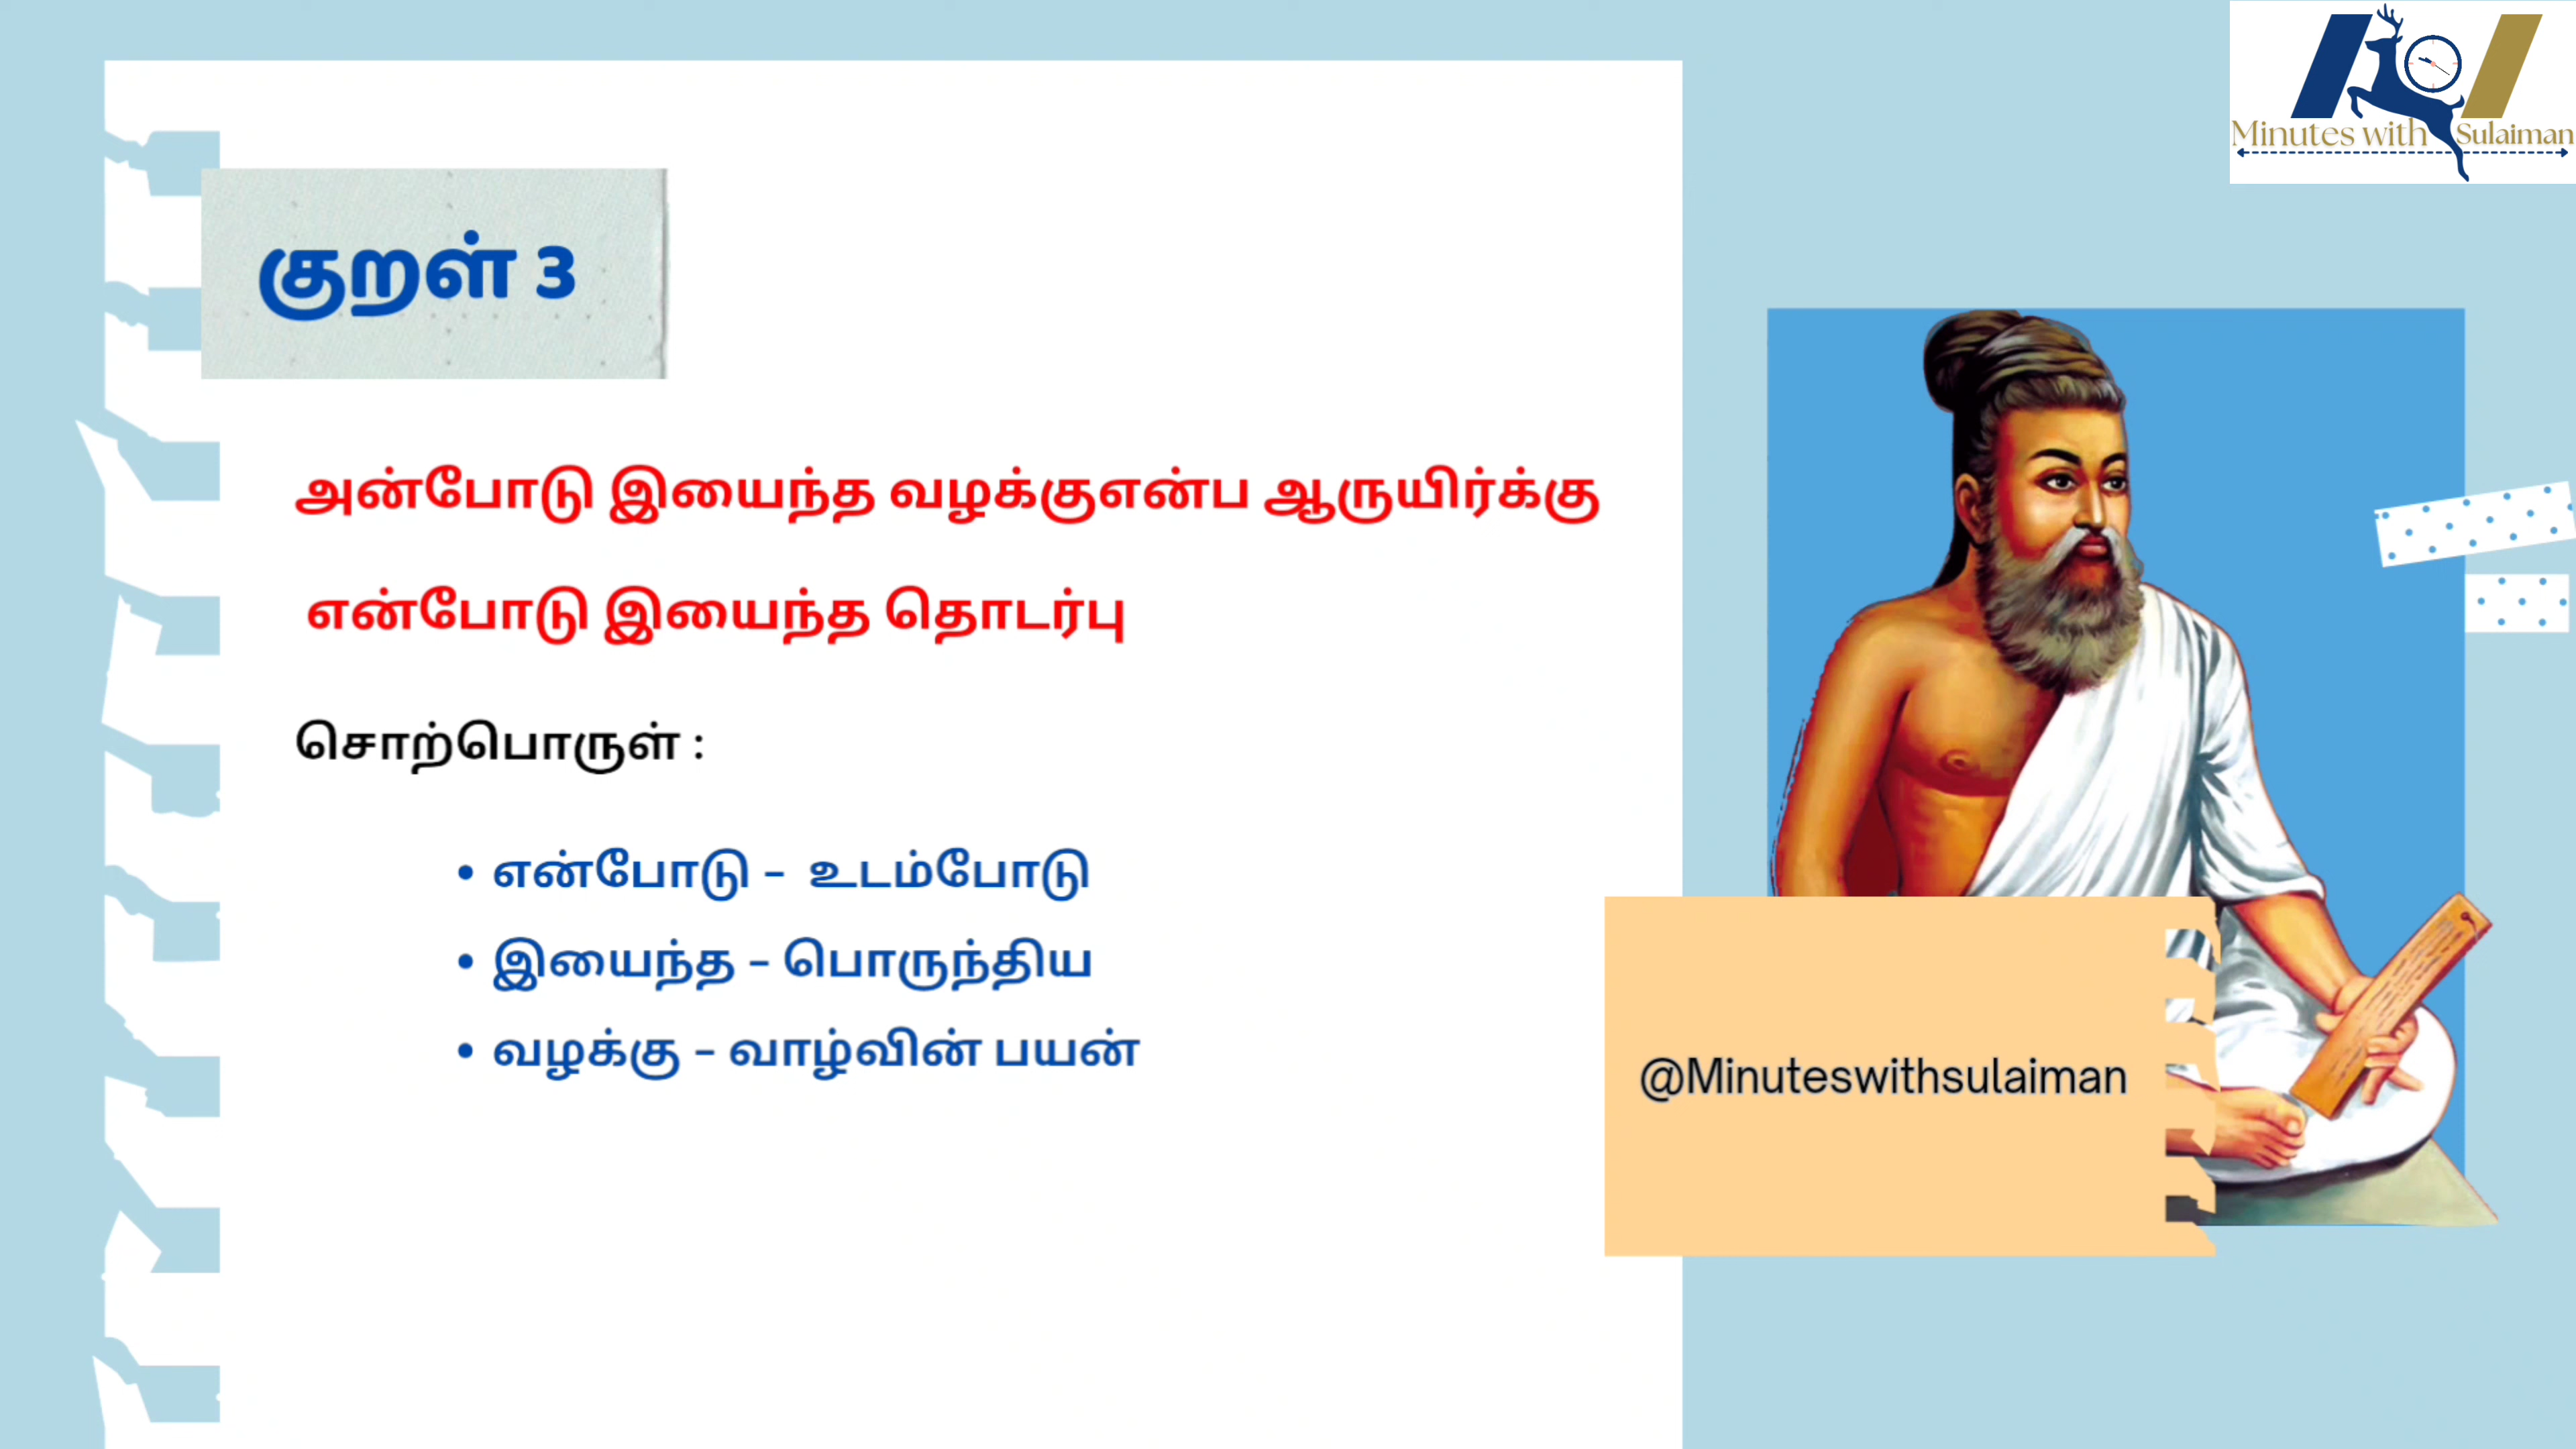 Minutes with Sulaiman
குறள் 3
அன்போடு இயைந்த வழக்குஎன்ப ஆருயிர்க்கு
என்போடு இயைந்த தொடர்பு
சொற்பொருள் :
• என்போடு – உடம்போடு
• இயைந்த – பொருந்திய
• வழக்கு – வாழ்வின் பயன்
@Minuteswithsulaiman